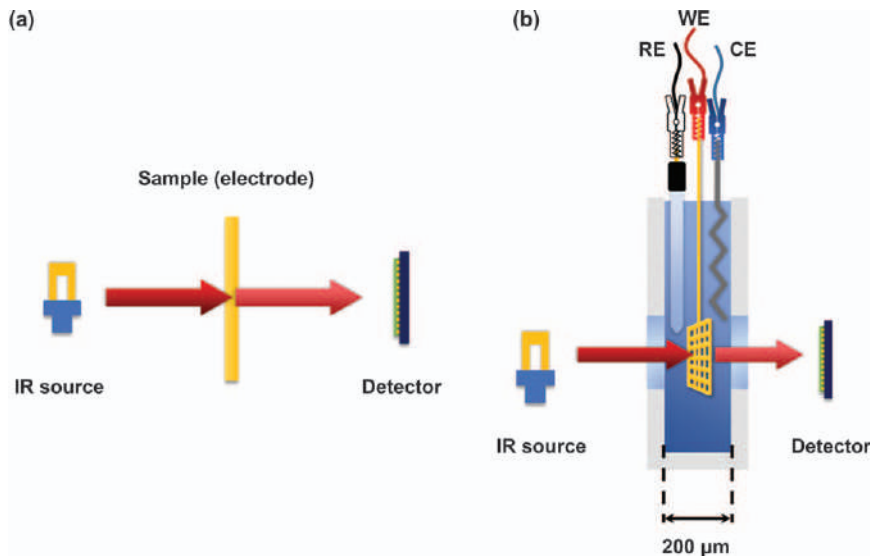 (a)
Sample (electrode)
IR source
Detector
(b)
WE
RE
CE
IR source
Detector
200 µm